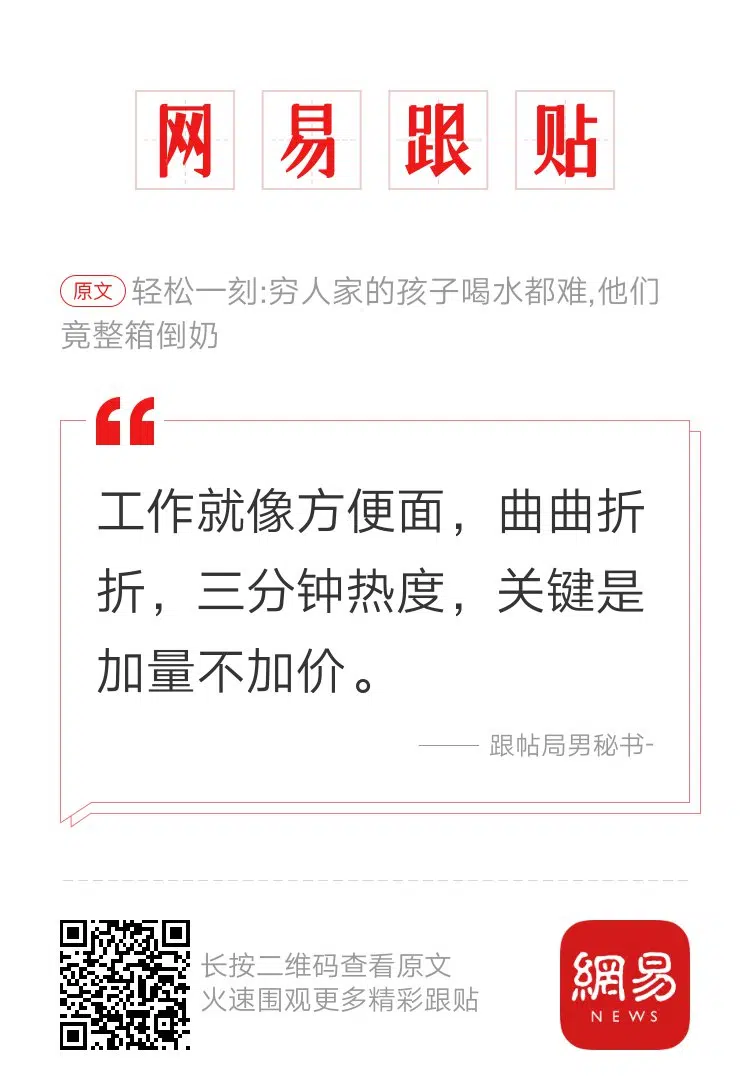 网易跟贴
原文 轻松一刻:穷人家的孩子喝水都难,他们
竟整箱倒奶
工作就像方便面，曲曲折
折，三分钟热度，关键是
加量不加价。
—— 跟帖局男秘书-
长按二维码查看原文
火速围观更多精彩跟贴
網易
NEWS